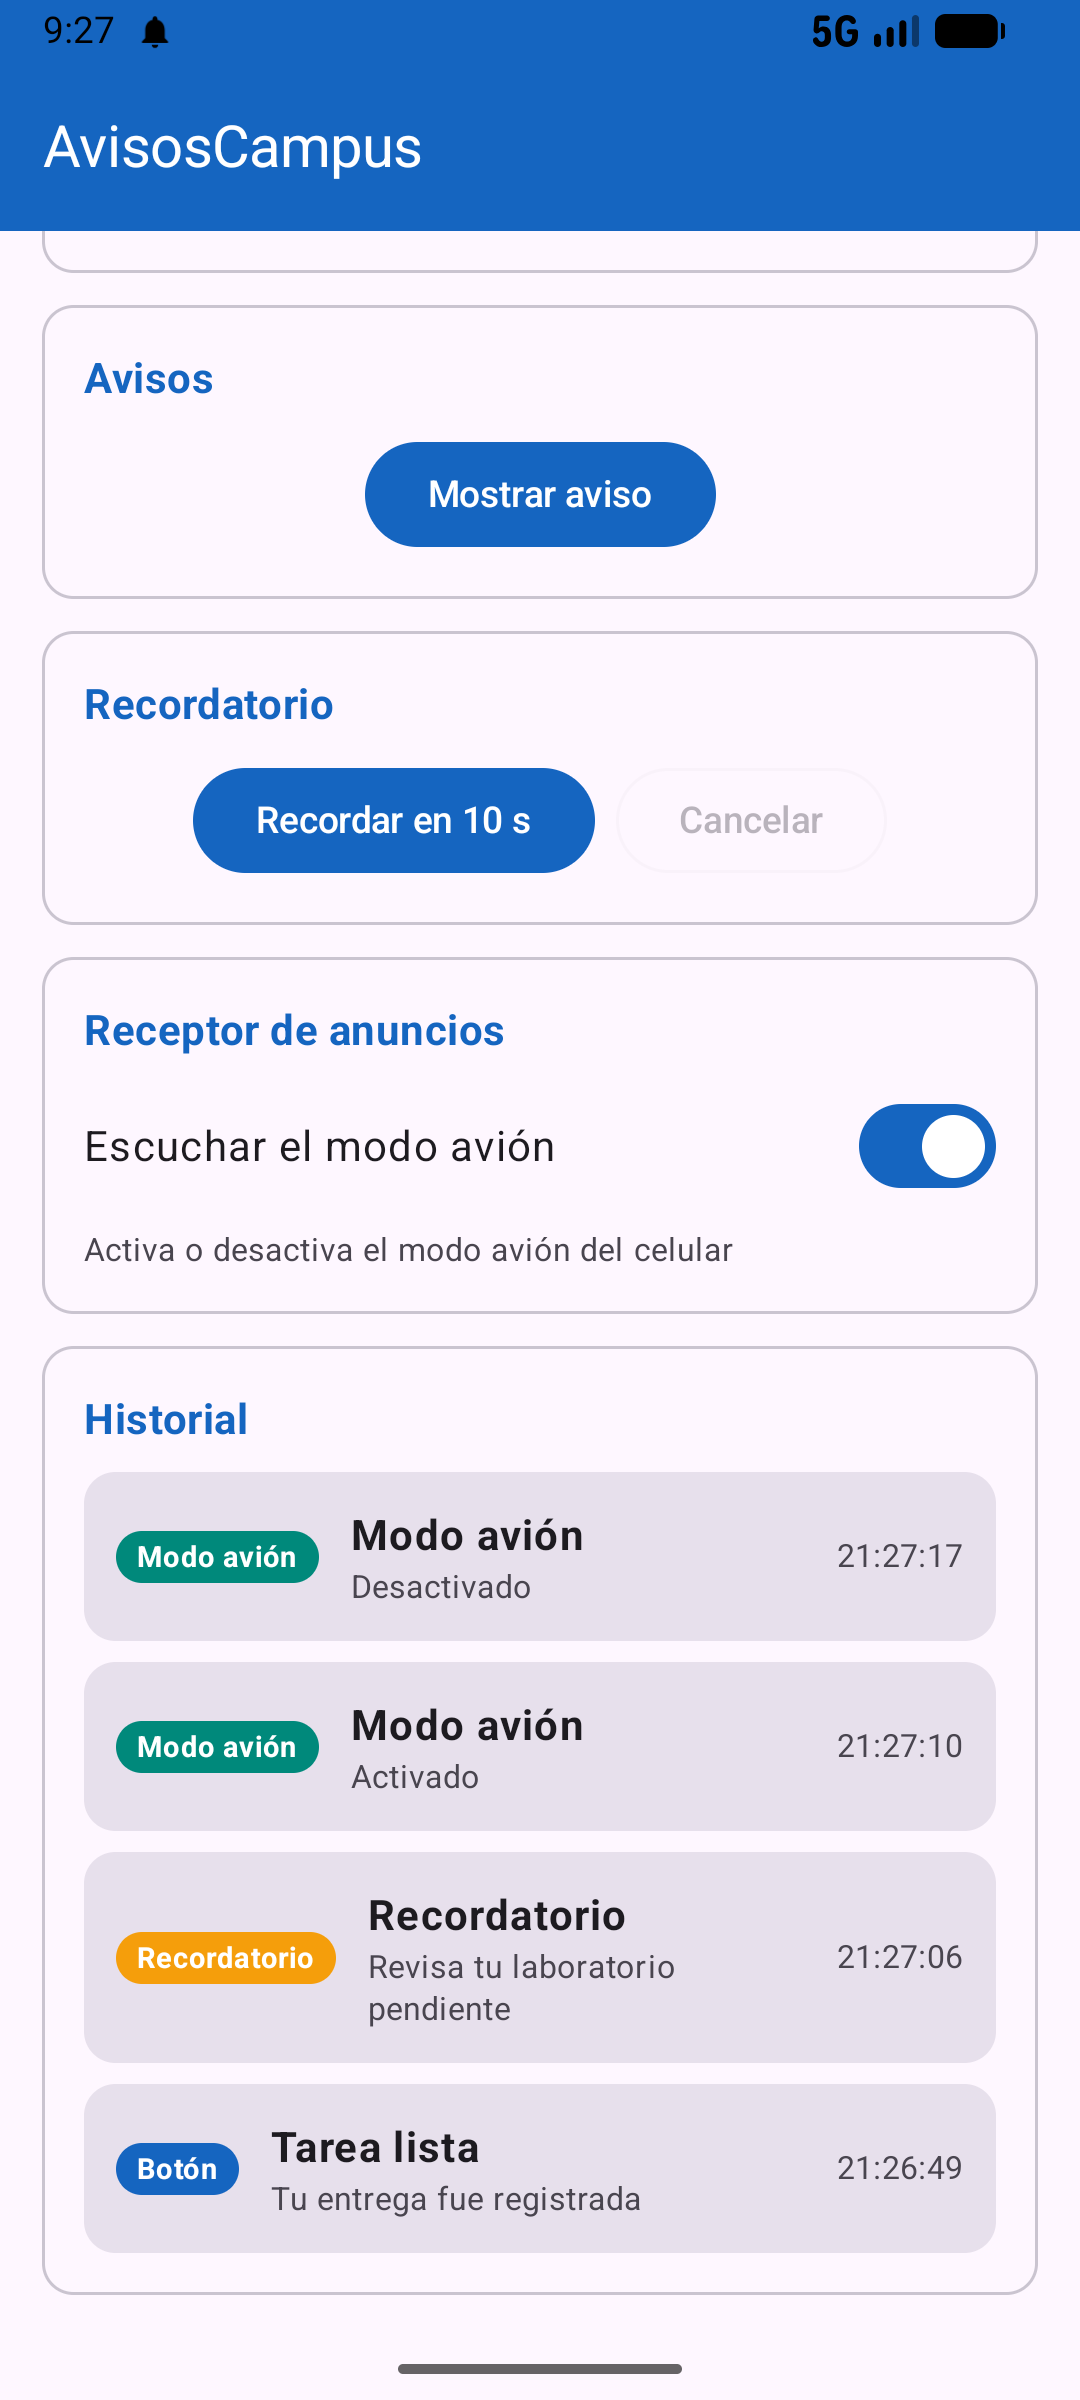 9:27
5G
AvisosCampus
Avisos
Mostrar aviso
Recordatorio
Recordar en 10 s
Cancelar
Receptor de anuncios
Escuchar el modo avión
Activa o desactiva el modo avión del celular
Historial
Modo avión
Modo avión
Desactivado
21:27:17
Modo avión
Modo avión
Activado
21:27:10
Recordatorio
Recordatorio
Revisa tu laboratorio
pendiente
21:27:06
Botón
Tarea lista
Tu entrega fue registrada
21:26:49